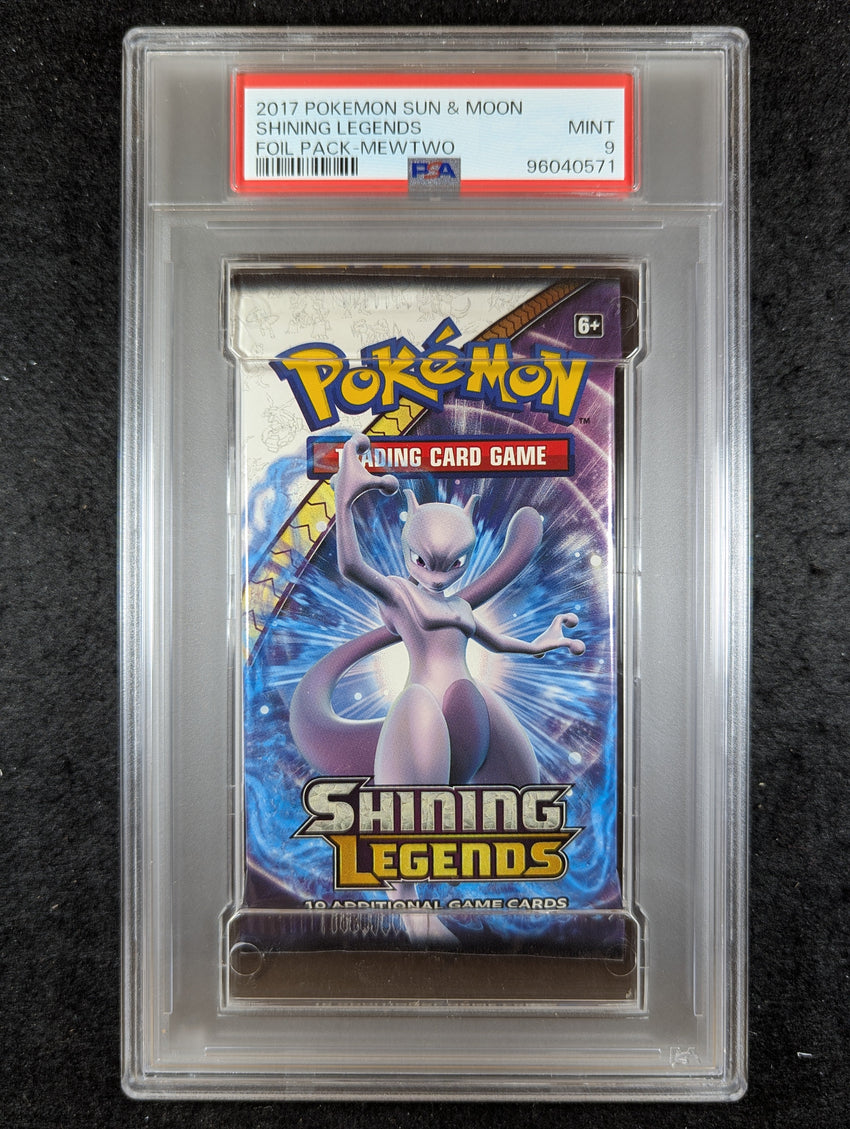 2017 POKEMON SUN & MOON
SHINING LEGENDS MINT
FOIL PACK-MEWTWO 9
PSA 96040571
6+
POKéMON
TM
TRADING CARD GAME
SHINING
LEGENDS
10 ADDITIONAL GAME CARDS